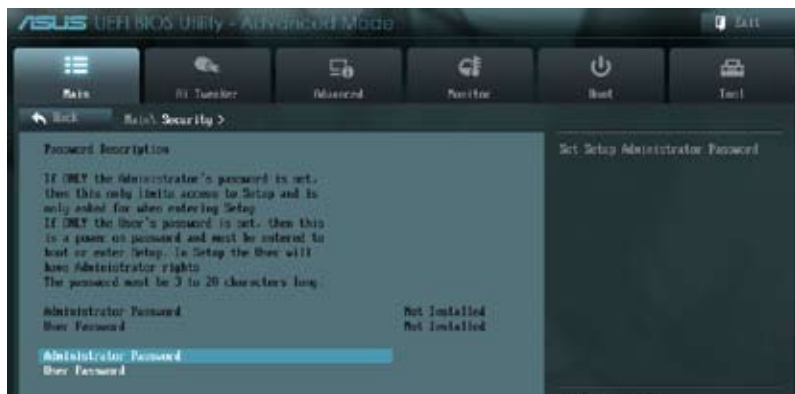 ASUS UEFI BIOS Utility - Advanced Mode
Exit
Main
Ai Tweaker
Advanced
Monitor
Boot
Tool
Back
Main\ Security >
Password Description
If ONLY the Administrator's password is set,
then this only limits access to Setup and is
only asked for when entering Setup
If ONLY the User's password is set, then this
is a power on password and must be entered to
boot or enter Setup. In Setup the User will
have Administrator rights
The password must be 3 to 20 characters long.
Administrator Password Not Installed
User Password Not Installed
Administrator Password
User Password
Set Setup Administrator Password